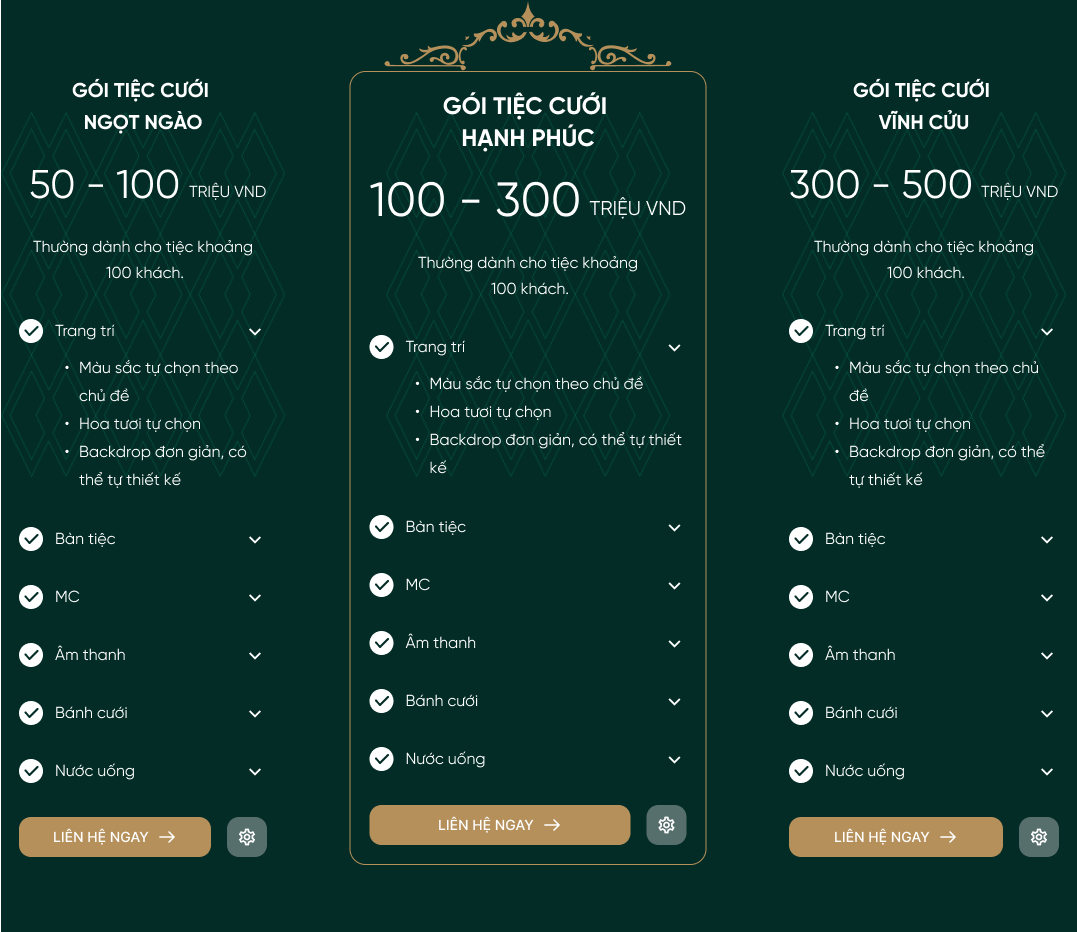 GÓI TIỆC CƯỚI
NGỌT NGÀO
50 - 100 TRIỆU VND
Thường dành cho tiệc khoảng
100 khách.
Trang trí
• Màu sắc tự chọn theo
chủ đề
• Hoa tươi tự chọn
• Backdrop đơn giản, có
thể tự thiết kế
Bàn tiệc
MC
Âm thanh
Bánh cưới
Nước uống
LIÊN HỆ NGAY →
GÓI TIỆC CƯỚI
HẠNH PHÚC
100 - 300 TRIỆU VND
Thường dành cho tiệc khoảng
100 khách.
Trang trí
• Màu sắc tự chọn theo chủ đề
• Hoa tươi tự chọn
• Backdrop đơn giản, có thể tự thiết
kế
Bàn tiệc
MC
Âm thanh
Bánh cưới
Nước uống
LIÊN HỆ NGAY →
GÓI TIỆC CƯỚI
VĨNH CỬU
300 - 500 TRIỆU VND
Thường dành cho tiệc khoảng
100 khách.
Trang trí
• Màu sắc tự chọn theo chủ
đề
• Hoa tươi tự chọn
• Backdrop đơn giản, có thể
tự thiết kế
Bàn tiệc
MC
Âm thanh
Bánh cưới
Nước uống
LIÊN HỆ NGAY →